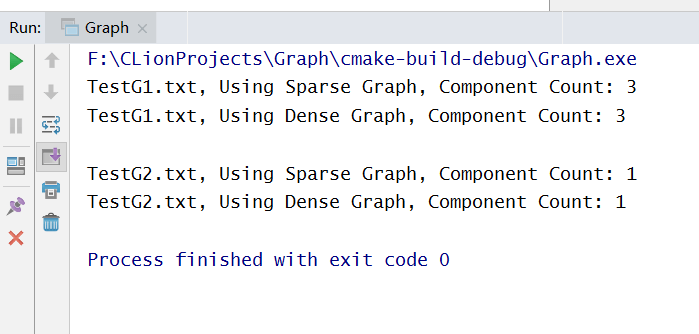 Run: Graph
F:\CLionProjects\Graph\cmake-build-debug\Graph.exe
TestG1.txt, Using Sparse Graph, Component Count: 3
TestG1.txt, Using Dense Graph, Component Count: 3
TestG2.txt, Using Sparse Graph, Component Count: 1
TestG2.txt, Using Dense Graph, Component Count: 1
Process finished with exit code 0